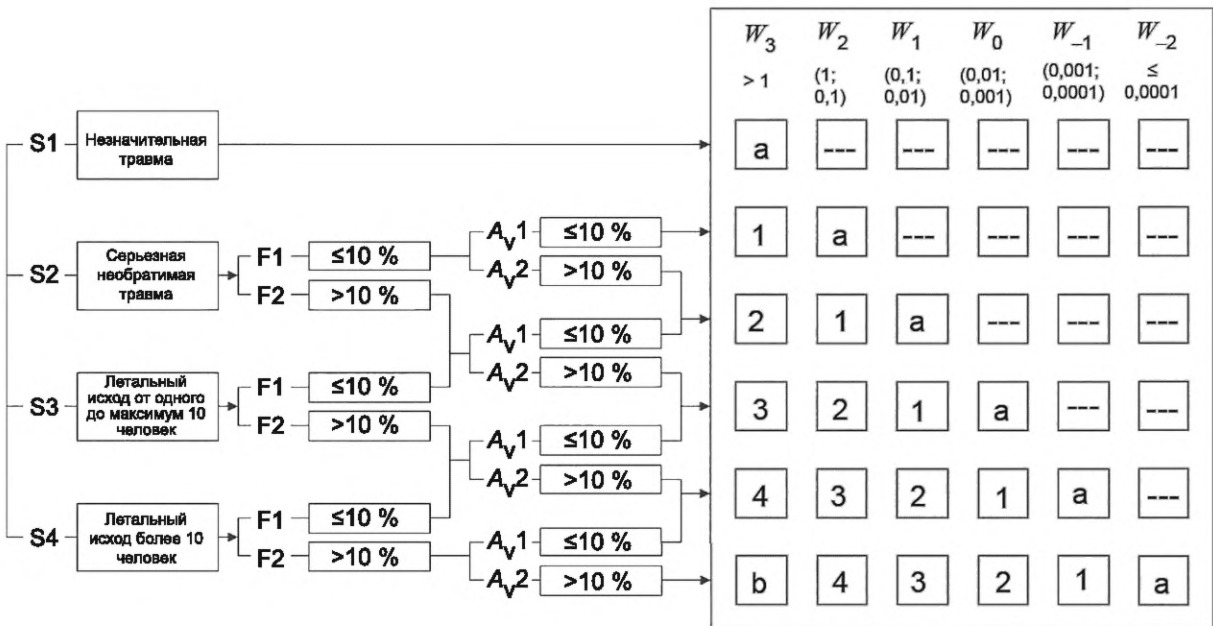 W3 W2 W1 W0 W–1 W–2
> 1 (1; 0,1) (0,1; 0,01) (0,01; 0,001) (0,001; 0,0001) ≤ 0,0001
S1 Незначительная
травма
a --- --- --- --- ---
S2 Серьезная
необратимая
травма
F1 ≤10 %
F2 >10 %
Av1 ≤10 %
Av2 >10 %
1 a --- --- --- ---
2 1 a --- --- ---
S3 Летальный
исход от одного
до максимум 10
человек
F1 ≤10 %
F2 >10 %
Av1 ≤10 %
Av2 >10 %
3 2 1 a --- ---
S4 Летальный
исход более 10
человек
F1 ≤10 %
F2 >10 %
Av1 ≤10 %
Av2 >10 %
4 3 2 1 a ---
Av1 ≤10 %
Av2 >10 %
b 4 3 2 1 a